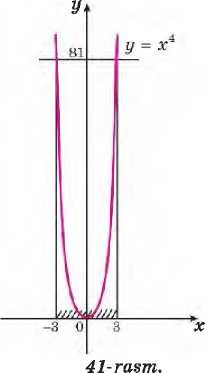 y
81
y = x⁴
−3 0 3 x
41-rasm.